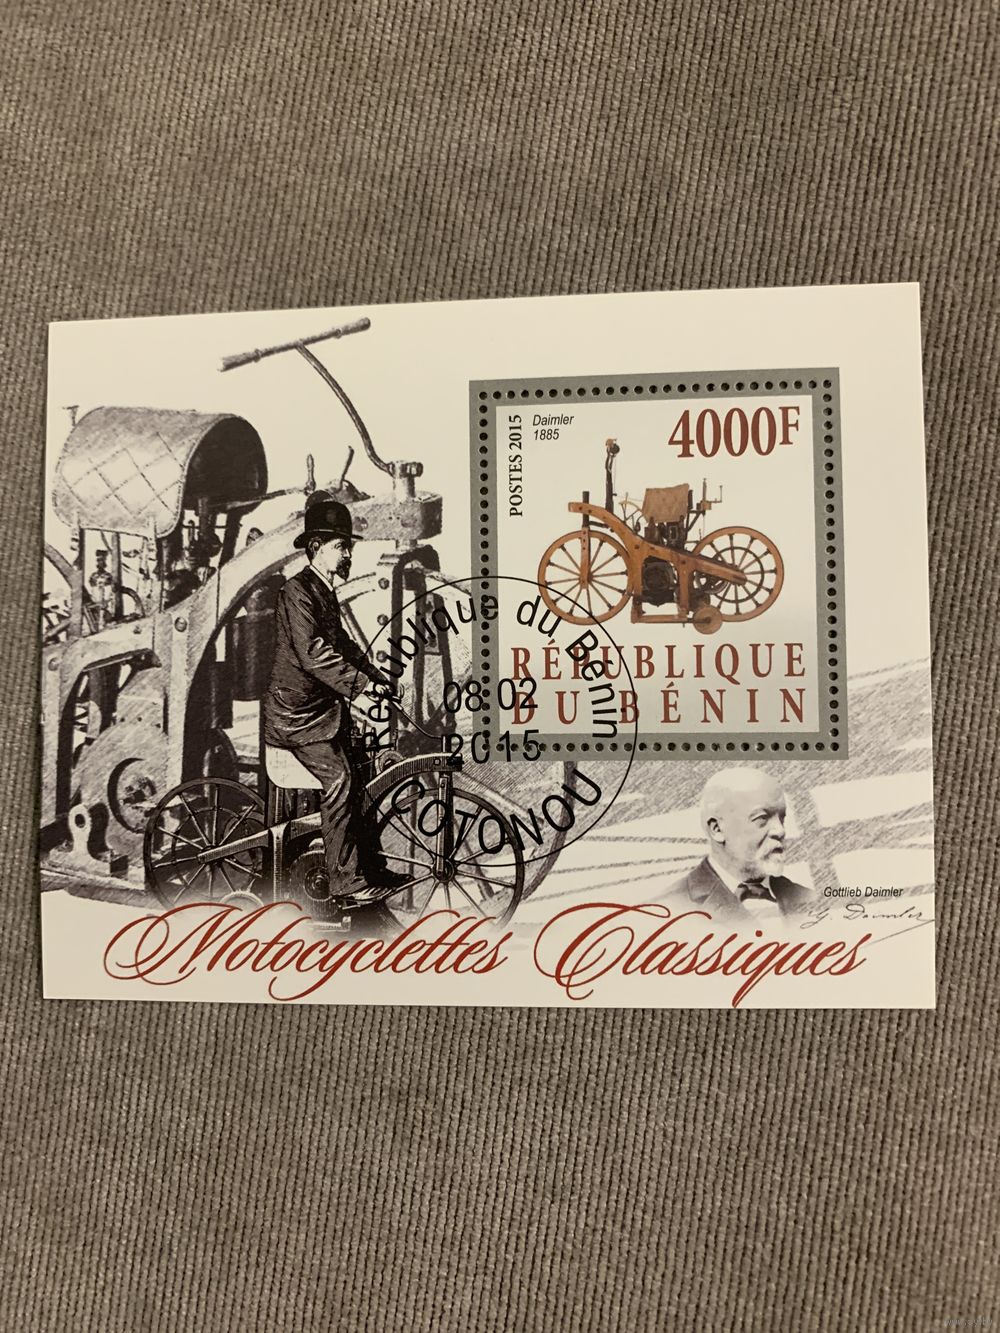 POSTES 2015
Daimler
1885
4000F
RÉPUBLIQUE
DU BÉNIN
République du Bénin
08.02
2015
COTONOU
Gottlieb Daimler
G. Daimler
Motocyclettes Classiques